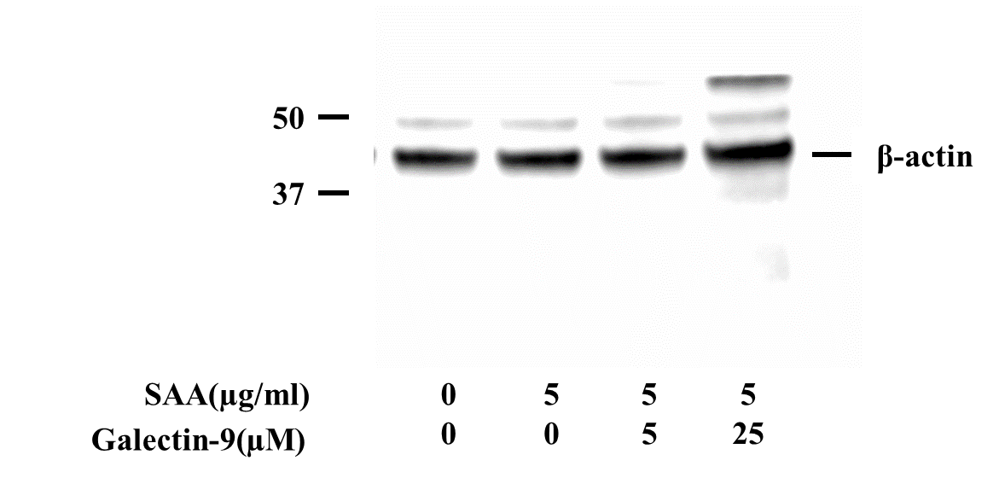 50
β-actin
37
SAA(μg/ml) 0 5 5 5
Galectin-9(μM) 0 0 5 25